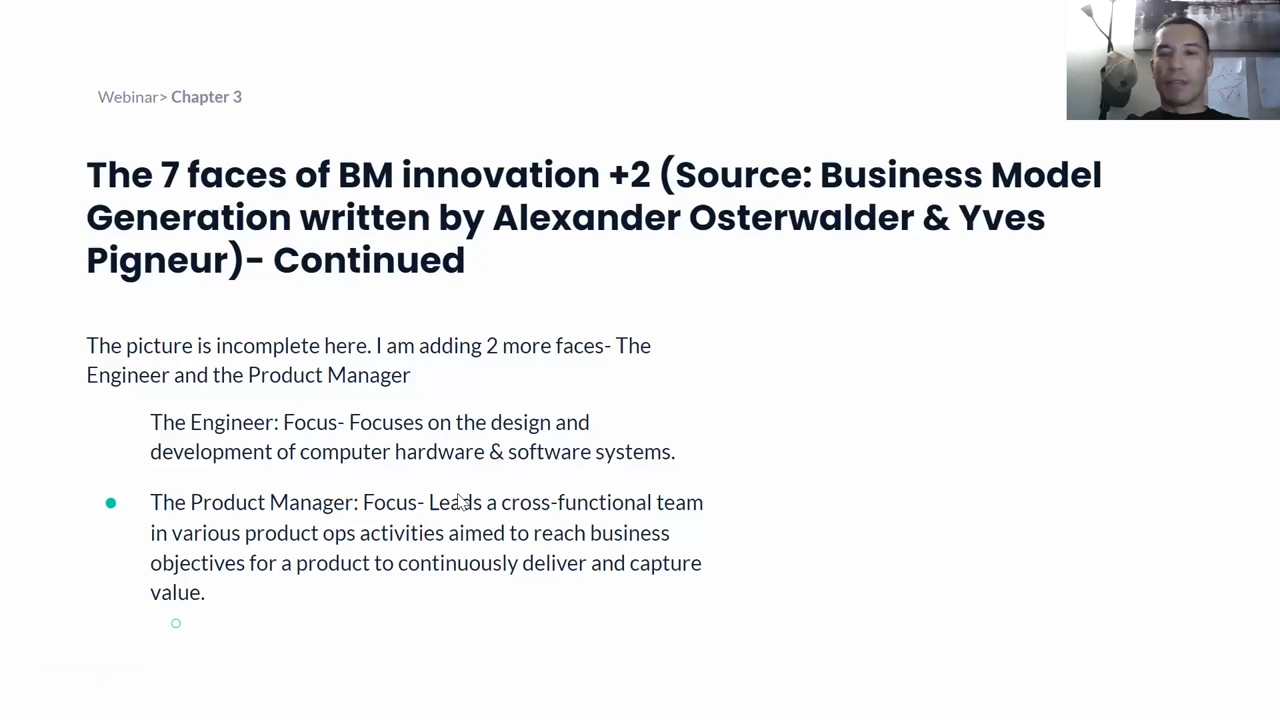 Webinar> Chapter 3
The 7 faces of BM innovation +2 (Source: Business Model
Generation written by Alexander Osterwalder & Yves
Pigneur)- Continued
The picture is incomplete here. I am adding 2 more faces- The
Engineer and the Product Manager
The Engineer: Focus- Focuses on the design and
development of computer hardware & software systems.
The Product Manager: Focus- Leads a cross-functional team
in various product ops activities aimed to reach business
objectives for a product to continuously deliver and capture
value.